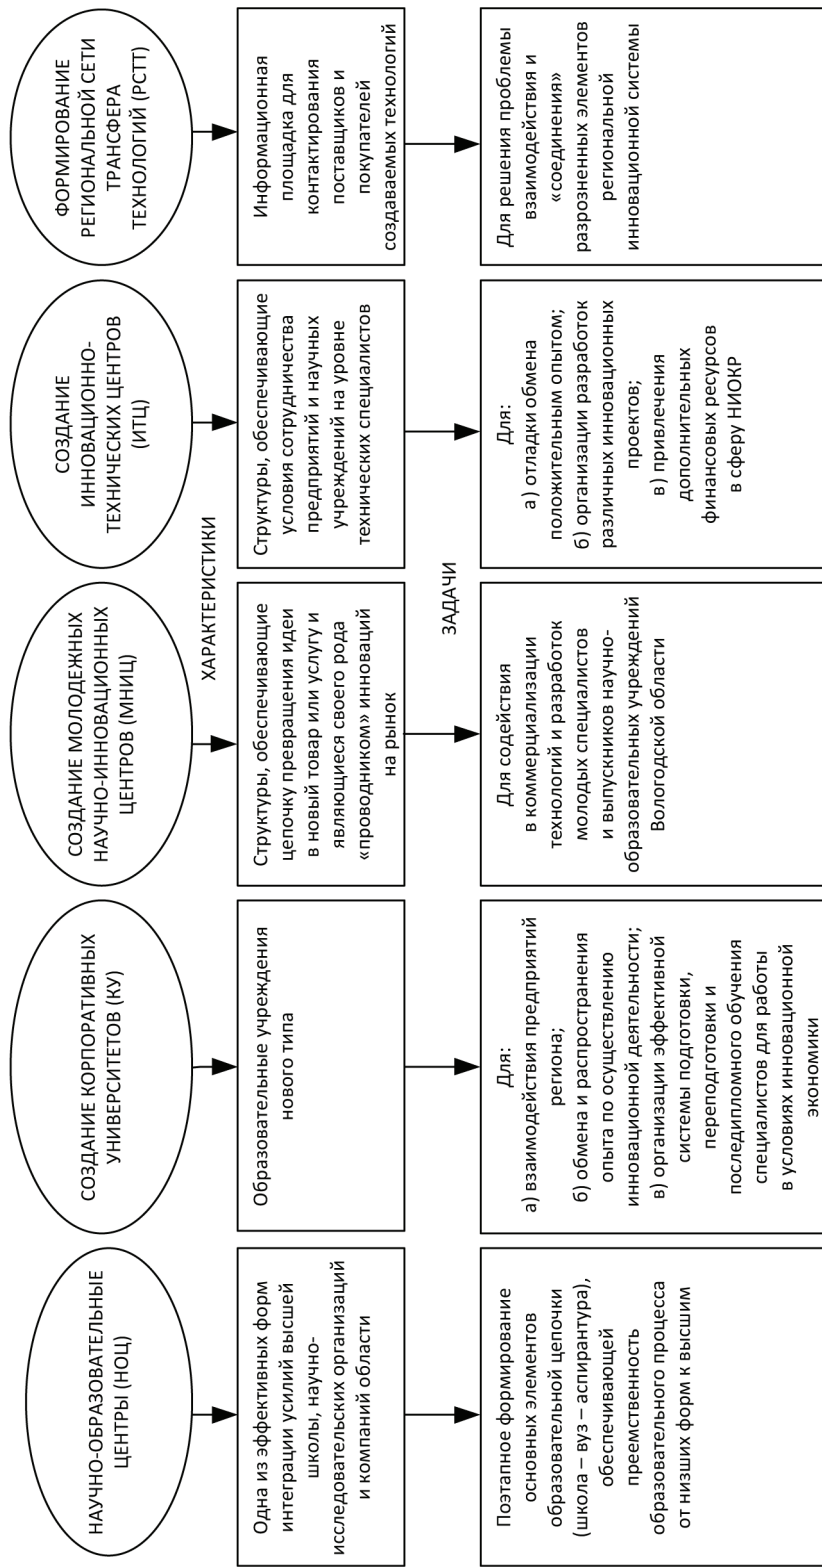 НАУЧНО-ОБРАЗОВАТЕЛЬНЫЕ
ЦЕНТРЫ (НОЦ)
СОЗДАНИЕ КОРПОРАТИВНЫХ
УНИВЕРСИТЕТОВ (КУ)
СОЗДАНИЕ МОЛОДЕЖНЫХ
НАУЧНО-ИННОВАЦИОННЫХ
ЦЕНТРОВ (МНИЦ)
СОЗДАНИЕ
ИННОВАЦИОННО-
ТЕХНИЧЕСКИХ ЦЕНТРОВ
(ИТЦ)
ФОРМИРОВАНИЕ
РЕГИОНАЛЬНОЙ СЕТИ
ТРАНСФЕРА
ТЕХНОЛОГИЙ (РСТТ)
ХАРАКТЕРИСТИКИ
Одна из эффективных форм
интеграции усилий высшей
школы, научно-
исследовательских организаций
и компаний области
Образовательные учреждения
нового типа
Структуры, обеспечивающие
цепочку превращения идеи
в новый товар или услугу и
являющиеся своего рода
«проводником» инноваций
на рынок
Структуры, обеспечивающие
условия сотрудничества
предприятий и научных
учреждений на уровне
технических специалистов
Информационная
площадка для
контактирования
поставщиков и
покупателей
создаваемых технологий
ЗАДАЧИ
Поэтапное формирование
основных элементов
образовательной цепочки
(школа – вуз – аспирантура),
обеспечивающей
преемственность
образовательного процесса
от низших форм к высшим
Для:
а) взаимодействия предприятий
региона;
б) обмена и распространения
опыта по осуществлению
инновационной деятельности;
в) организации эффективной
системы подготовки,
переподготовки и
последипломного обучения
специалистов для работы
в условиях инновационной
экономики
Для содействия
в коммерциализации
технологий и разработок
молодых специалистов
и выпускников научно-
образовательных учреждений
Вологодской области
Для:
а) отладки обмена
положительным опытом;
б) организации разработок
различных инновационных
проектов;
в) привлечения
дополнительных
финансовых ресурсов
в сферу НИОКР
Для решения проблемы
взаимодействия и
«соединения»
разрозненных элементов
региональной
инновационной системы